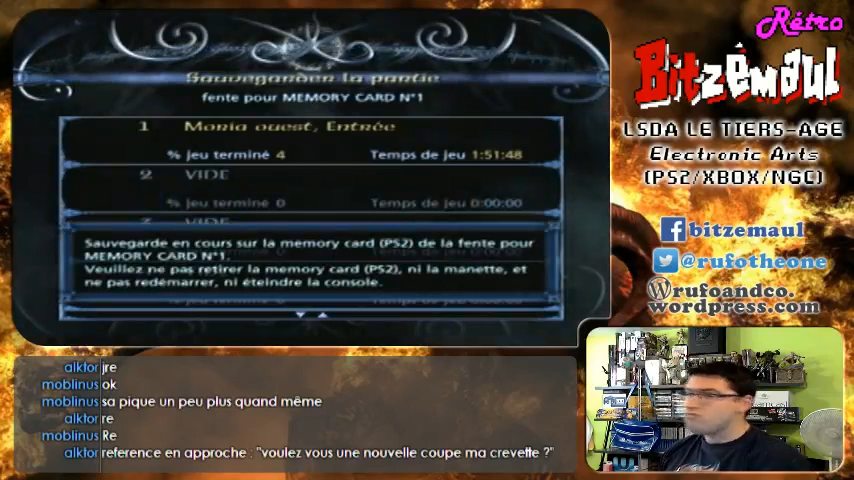 Sauvegarder la partie
fente pour MEMORY CARD N°1
1 Moria ouest, Entrée
% jeu terminé 4 Temps de jeu 1:51:48
2 VIDE
% jeu terminé 0 Temps de jeu 0:00:00
3 VIDE
Sauvegarde en cours sur la memory card (PS2) de la fente pour
MEMORY CARD N°1.
Veuillez ne pas retirer la memory card (PS2), ni la manette, et
ne pas redémarrer, ni éteindre la console.
Rétro
Bitzémaul
LSDA LE TIERS-AGE
Electronic Arts
(PS2/XBOX/NGC)
bitzemaul
@rufotheone
rufoandco.
wordpress.com
alktor jre
moblinus ok
moblinus sa pique un peu plus quand même
alktor re
moblinus Re
alktor reference en approche : "voulez vous une nouvelle coupe ma crevette ?"